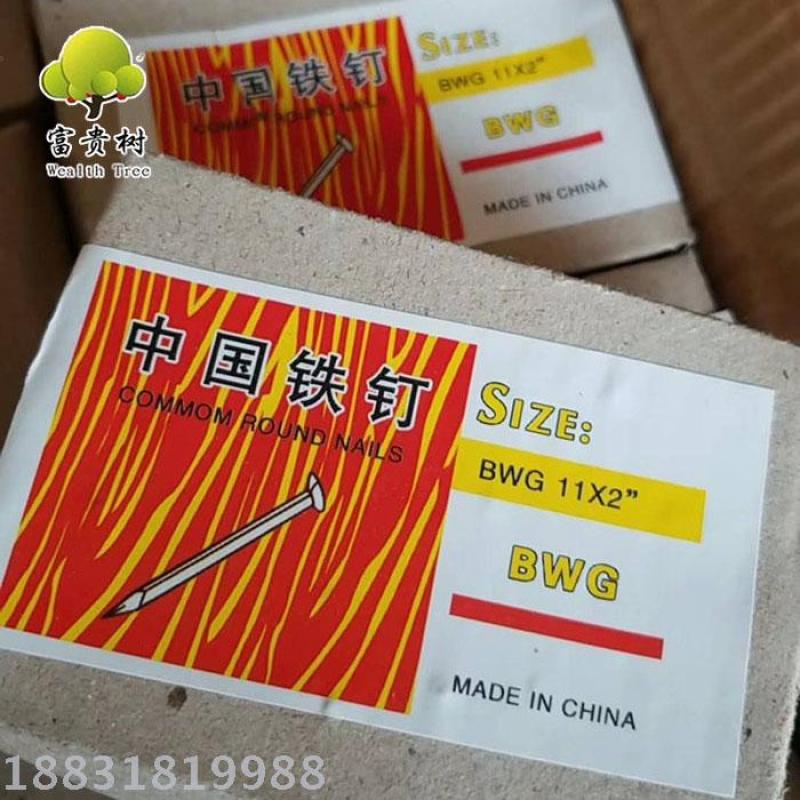 富贵树
Wealth Tree
中国铁钉
COMMOM ROUND NAILS
SIZE:
BWG 11X2"
BWG
MADE IN CHINA
中国铁钉
COMMOM ROUND NAILS
SIZE:
BWG 11X2”
BWG
MADE IN CHINA
18831819988